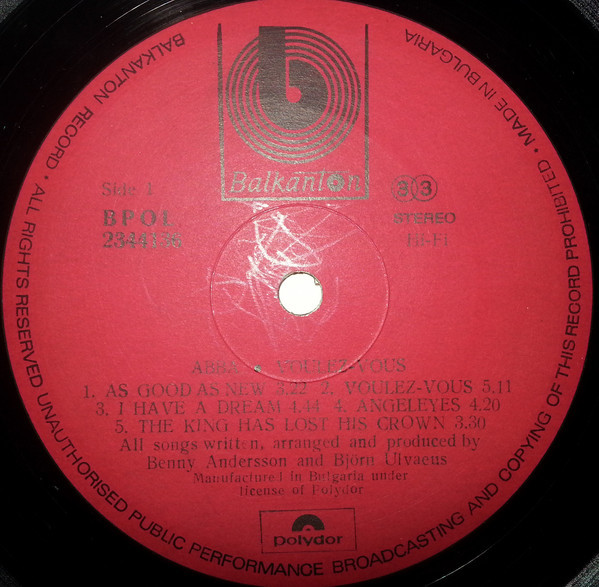 BALKANTON RECORD • ALL RIGHTS RESERVED UNAUTHORISED PUBLIC PERFORMANCE BROADCASTING AND COPYING OF THIS RECORD PROHIBITED • MADE IN BULGARIA
b
Balkanton
Side 1
33
BPOL
STEREO
2344136
Hi-Fi
ABBA • VOULEZ-VOUS
1. AS GOOD AS NEW 3.22 2. VOULEZ-VOUS 5.11
3. I HAVE A DREAM 4.44 4. ANGELEYES 4.20
5. THE KING HAS LOST HIS CROWN 3.30
All songs written, arranged and produced by
Benny Andersson and Björn Ulvaeus
Manufactured in Bulgaria under
license of Polydor
polydor